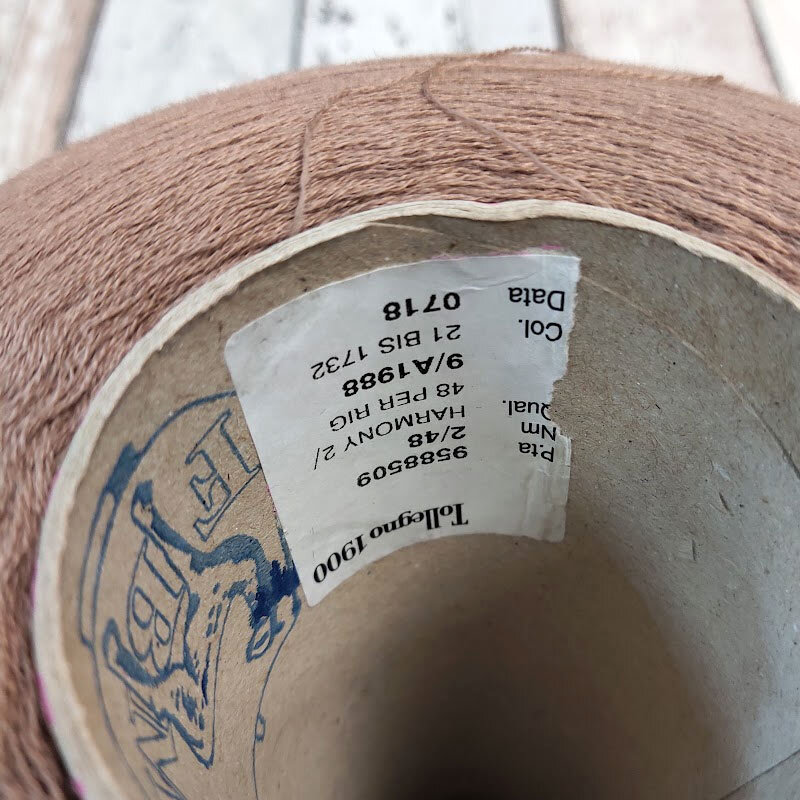 Tollegno 1900
P.ta 9588509
Nm 2/48
Qual. HARMONY 2/
48 PER RIG
9/A1988
Col. 21 BIS 1732
Data 0718